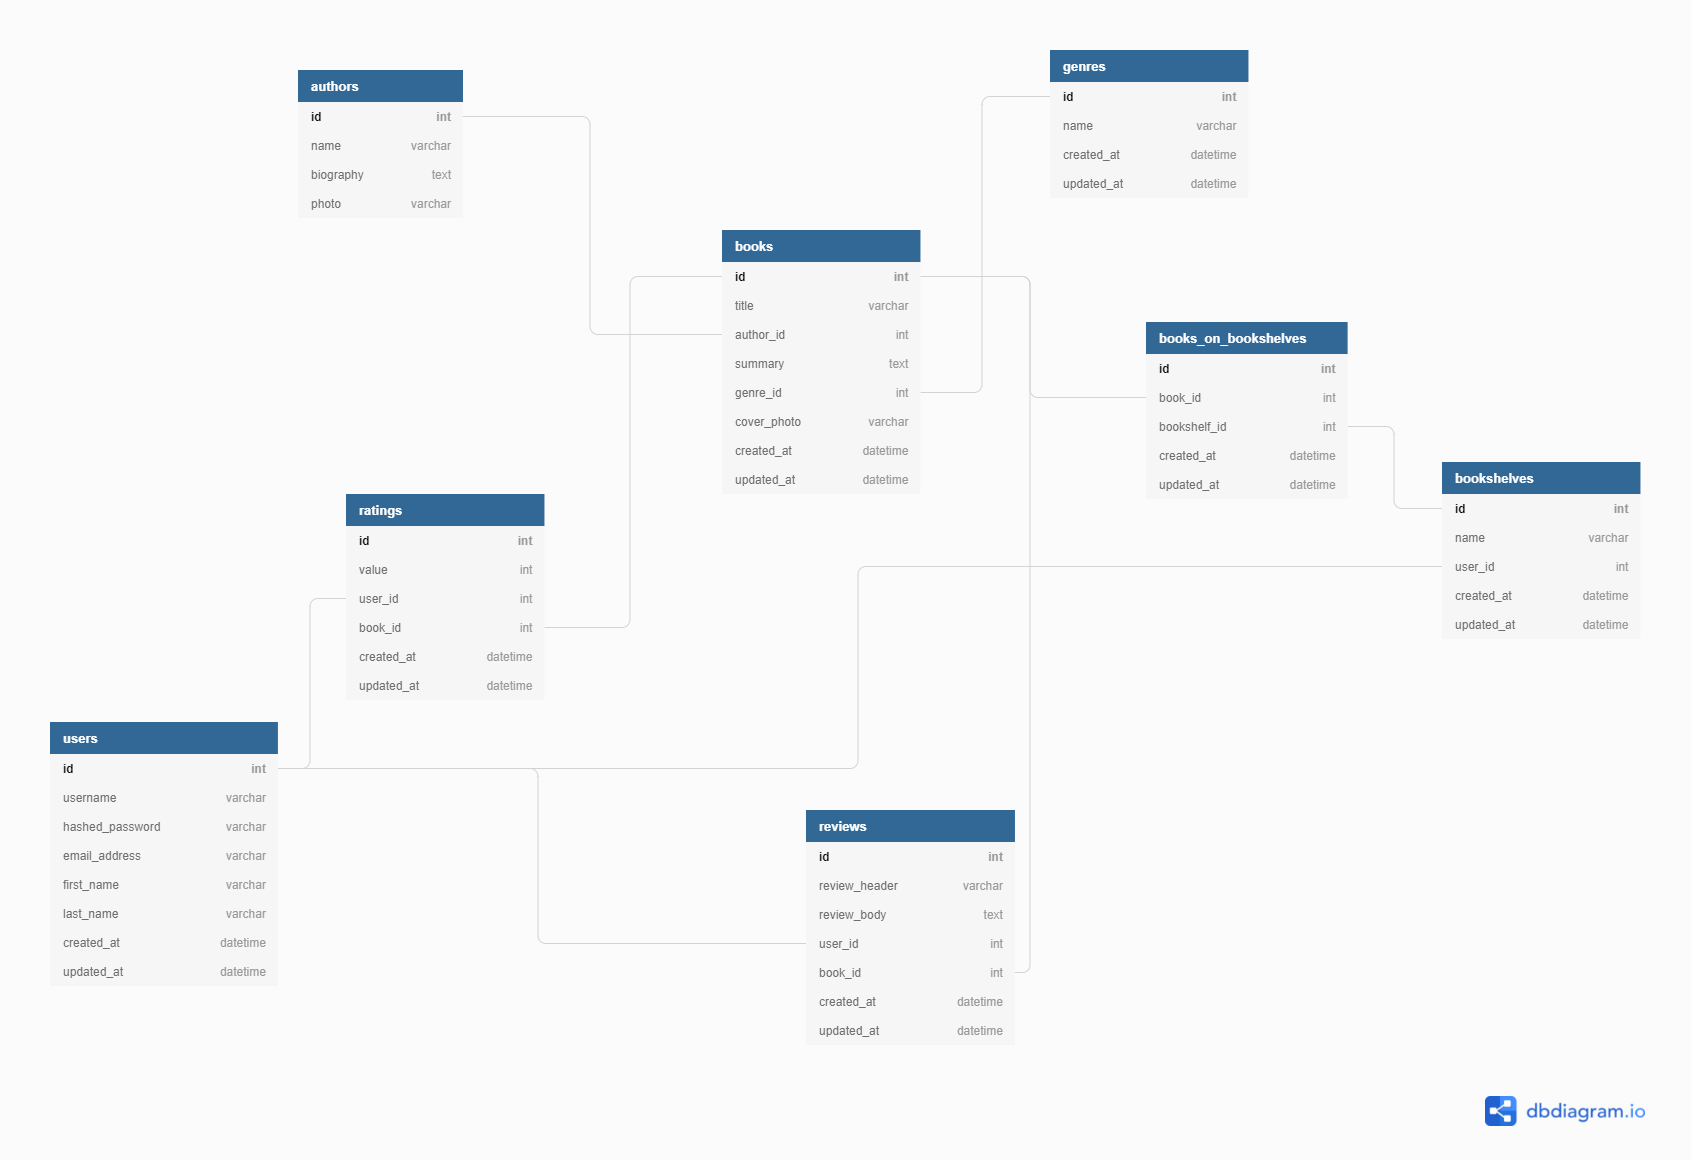 authors
id int
name varchar
biography text
photo varchar
genres
id int
name varchar
created_at datetime
updated_at datetime
books
id int
title varchar
author_id int
summary text
genre_id int
cover_photo varchar
created_at datetime
updated_at datetime
books_on_bookshelves
id int
book_id int
bookshelf_id int
created_at datetime
updated_at datetime
bookshelves
id int
name varchar
user_id int
created_at datetime
updated_at datetime
ratings
id int
value int
user_id int
book_id int
created_at datetime
updated_at datetime
users
id int
username varchar
hashed_password varchar
email_address varchar
first_name varchar
last_name varchar
created_at datetime
updated_at datetime
reviews
id int
review_header varchar
review_body text
user_id int
book_id int
created_at datetime
updated_at datetime
dbdiagram.io